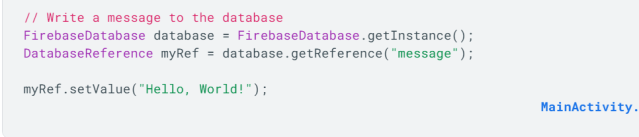 // Write a message to the database
FirebaseDatabase database = FirebaseDatabase.getInstance();
DatabaseReference myRef = database.getReference("message");
myRef.setValue("Hello, World!");
MainActivity.